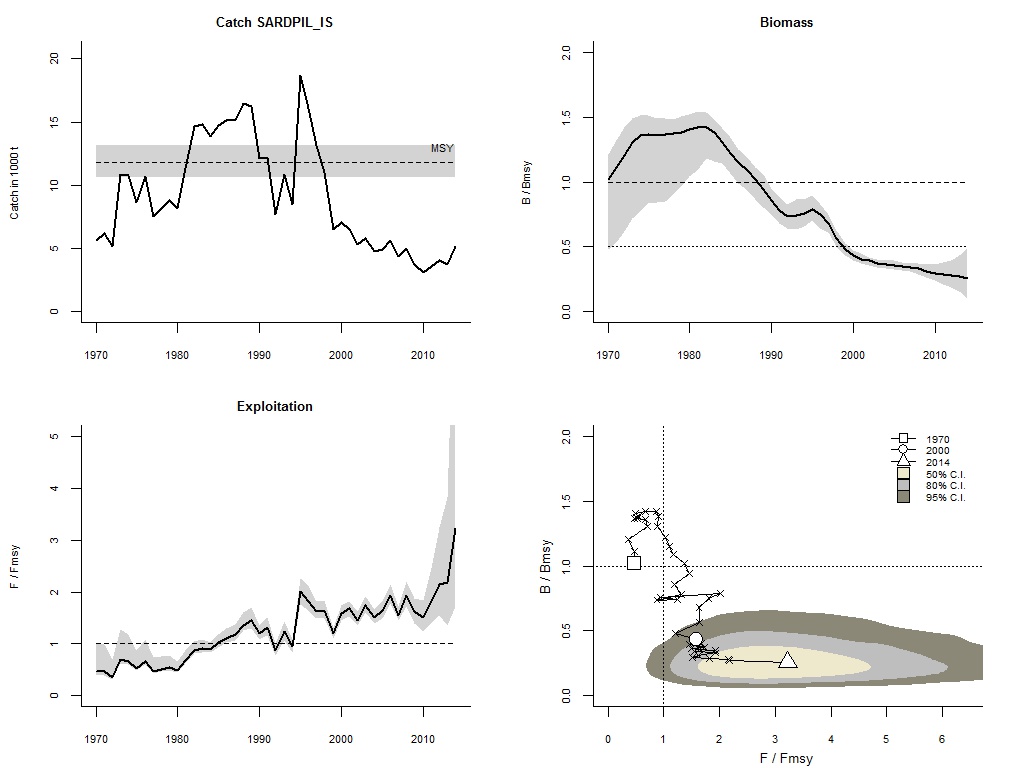 Catch SARDPIL_IS
Catch in 1000 t
20
15
10
5
0
MSY
1970 1980 1990 2000 2010
Biomass
B / Bmsy
2.0
1.5
1.0
0.5
0.0
1970 1980 1990 2000 2010
Exploitation
F / Fmsy
5
4
3
2
1
0
1970 1980 1990 2000 2010
B / Bmsy
2.0
1.5
1.0
0.5
0.0
1970
2000
2014
50% C.I.
80% C.I.
95% C.I.
0 1 2 3 4 5 6
F / Fmsy